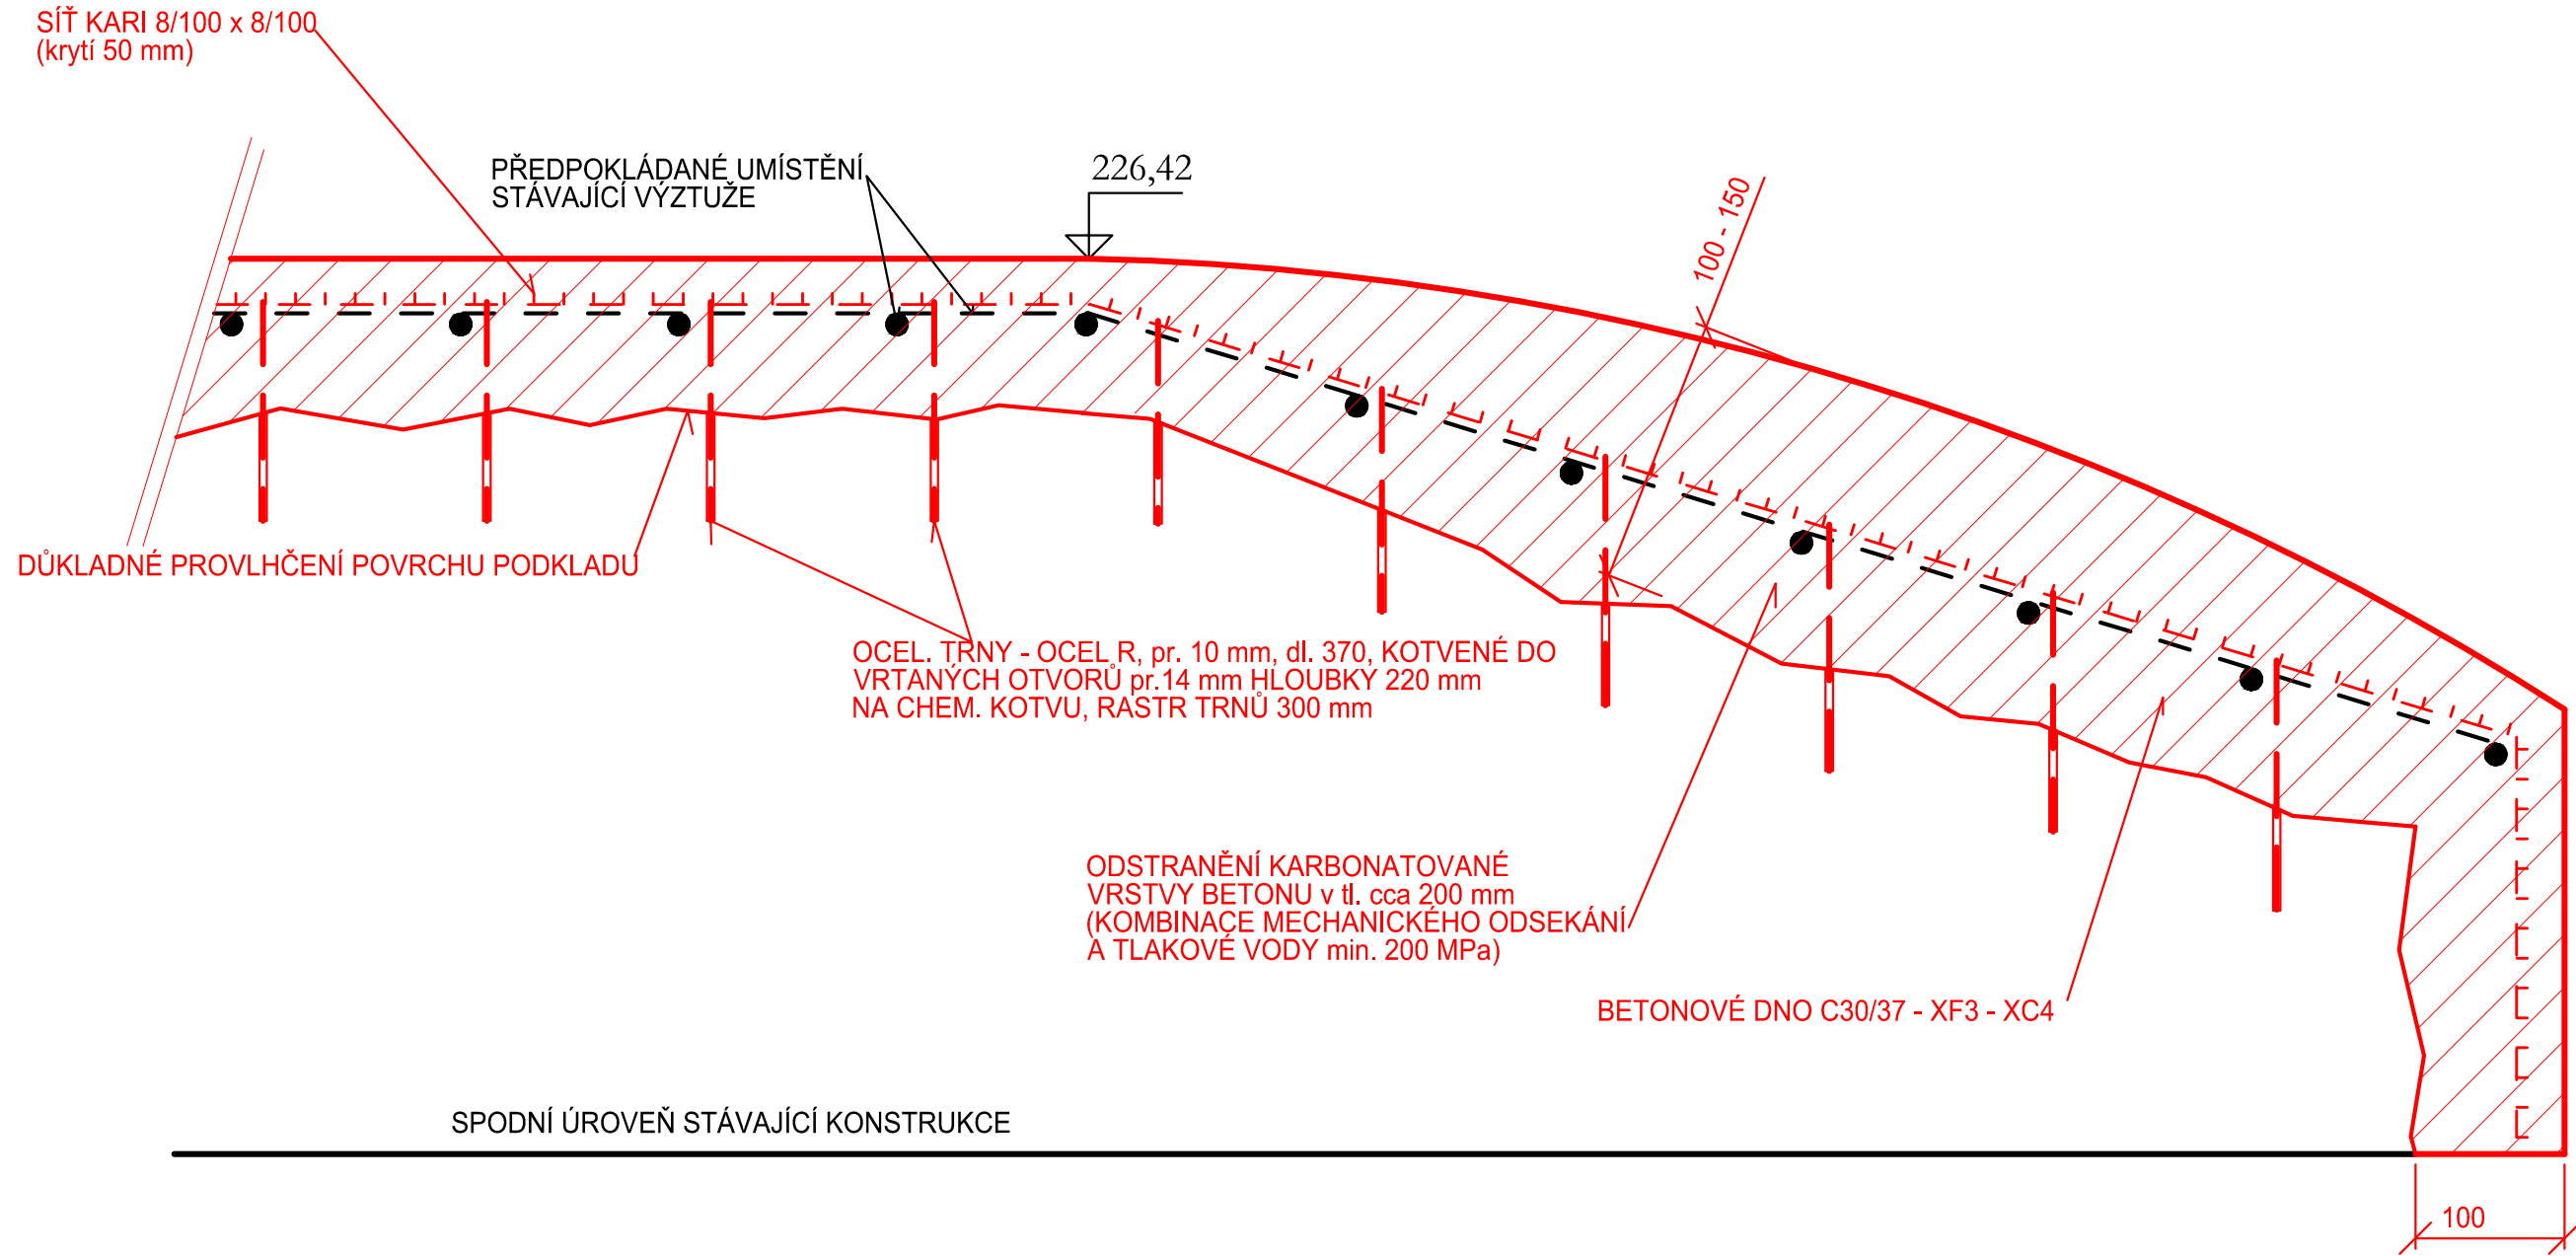 SÍŤ KARI 8/100 x 8/100
(krytí 50 mm)
PŘEDPOKLÁDANÉ UMÍSTĚNÍ
STÁVAJÍCÍ VÝZTUŽE
226,42
100 - 150
DŮKLADNÉ PROVLHČENÍ POVRCHU PODKLADU
OCEL. TRNY - OCEL R, pr. 10 mm, dl. 370, KOTVENÉ DO
VRTANÝCH OTVORŮ pr.14 mm HLOUBKY 220 mm
NA CHEM. KOTVU, RASTR TRNŮ 300 mm
ODSTRANĚNÍ KARBONATOVANÉ
VRSTVY BETONU v tl. cca 200 mm
(KOMBINACE MECHANICKÉHO ODSEKÁNÍ
A TLAKOVÉ VODY min. 200 MPa)
BETONOVÉ DNO C30/37 - XF3 - XC4
SPODNÍ ÚROVEŇ STÁVAJÍCÍ KONSTRUKCE
100